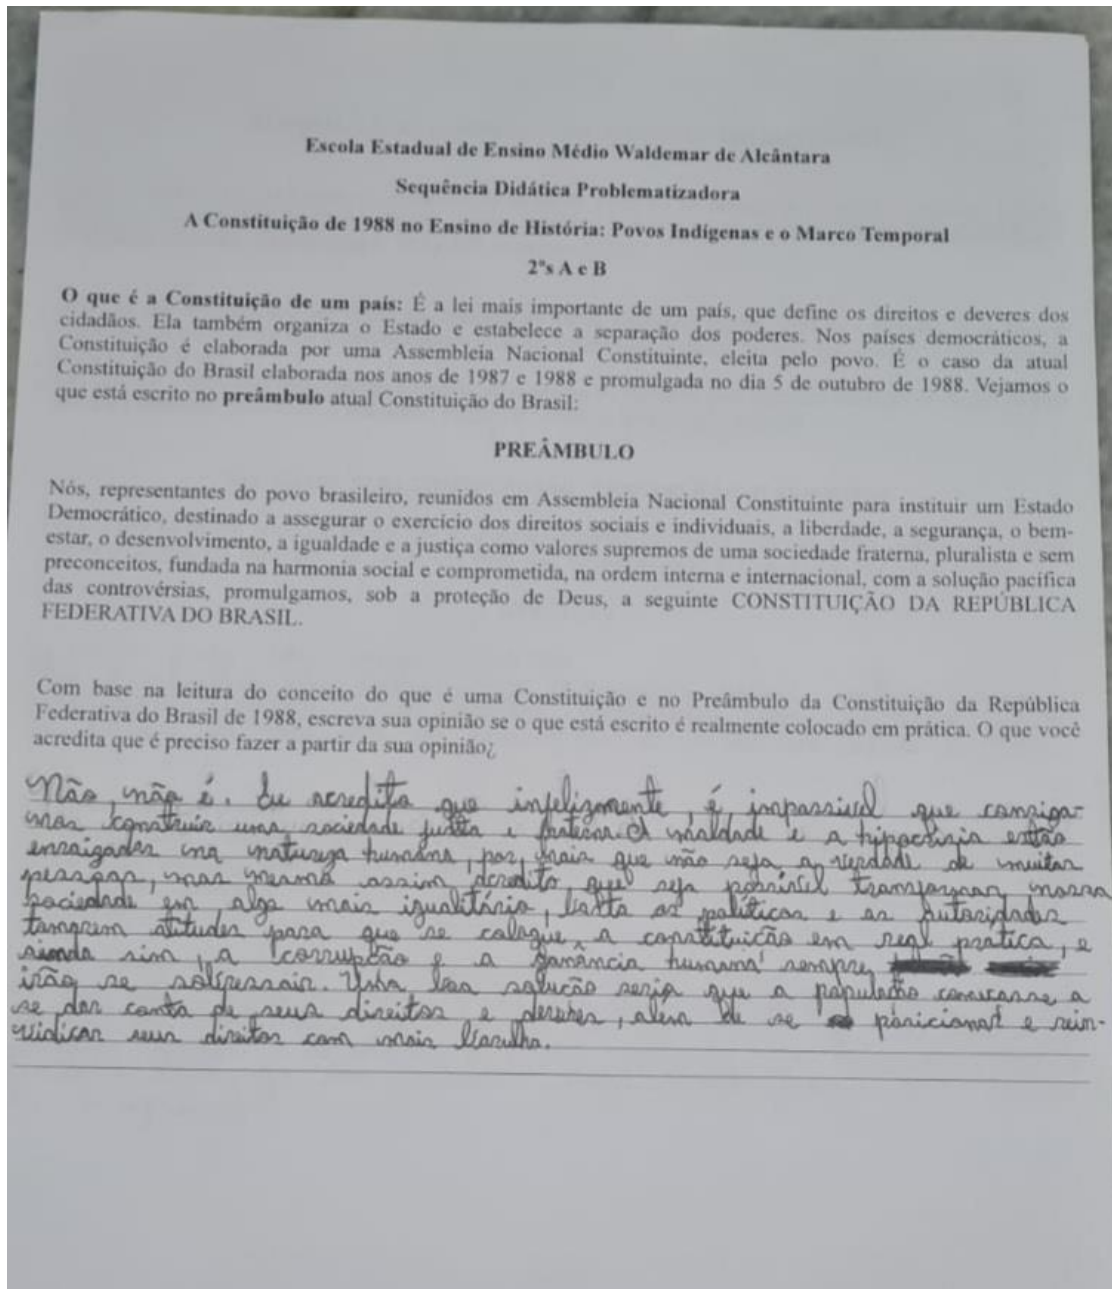 Escola Estadual de Ensino Médio Waldemar de Alcântara
Sequência Didática Problematizadora
A Constituição de 1988 no Ensino de História: Povos Indígenas e o Marco Temporal
2ºs A e B
O que é a Constituição de um país: É a lei mais importante de um país, que define os direitos e deveres dos
cidadãos. Ela também organiza o Estado e estabelece a separação dos poderes. Nos países democráticos, a
Constituição é elaborada por uma Assembleia Nacional Constituinte, eleita pelo povo. É o caso da atual
Constituição do Brasil elaborada nos anos de 1987 e 1988 e promulgada no dia 5 de outubro de 1988. Vejamos o
que está escrito no preâmbulo atual Constituição do Brasil:
PREÂMBULO
Nós, representantes do povo brasileiro, reunidos em Assembleia Nacional Constituinte para instituir um Estado
Democrático, destinado a assegurar o exercício dos direitos sociais e individuais, a liberdade, a segurança, o bem-
estar, o desenvolvimento, a igualdade e a justiça como valores supremos de uma sociedade fraterna, pluralista e sem
preconceitos, fundada na harmonia social e comprometida, na ordem interna e internacional, com a solução pacífica
das controvérsias, promulgamos, sob a proteção de Deus, a seguinte CONSTITUIÇÃO DA REPÚBLICA
FEDERATIVA DO BRASIL.
Com base na leitura do conceito do que é uma Constituição e no Preâmbulo da Constituição da República
Federativa do Brasil de 1988, escreva sua opinião se o que está escrito é realmente colocado em prática. O que você
acredita que é preciso fazer a partir da sua opinião¿
Não, não é. Eu acredito que infelizmente, é impossivel que consiga-
mos construir uma sociedade justa e A maldade e a hipocrisia estão
enraigadas na natureza humana, por mais que não seja a verdade de muitas
pessoas, mas mesmo assim acredito que seja possível transformar nossa
sociedade em algo mais igualitário, basta os políticos e as autoridades
tomarem atitudes para que se coloque a constituição em real pratica, e
ainda sim, a corrupção e a ganância humana sempre
irão se sobressair. Uma boa solução seria que a população começasse a
se dar conta de seus direitos e deveres, alem de se posicionar e rein-
vidicar seus direitos com mais barulho.